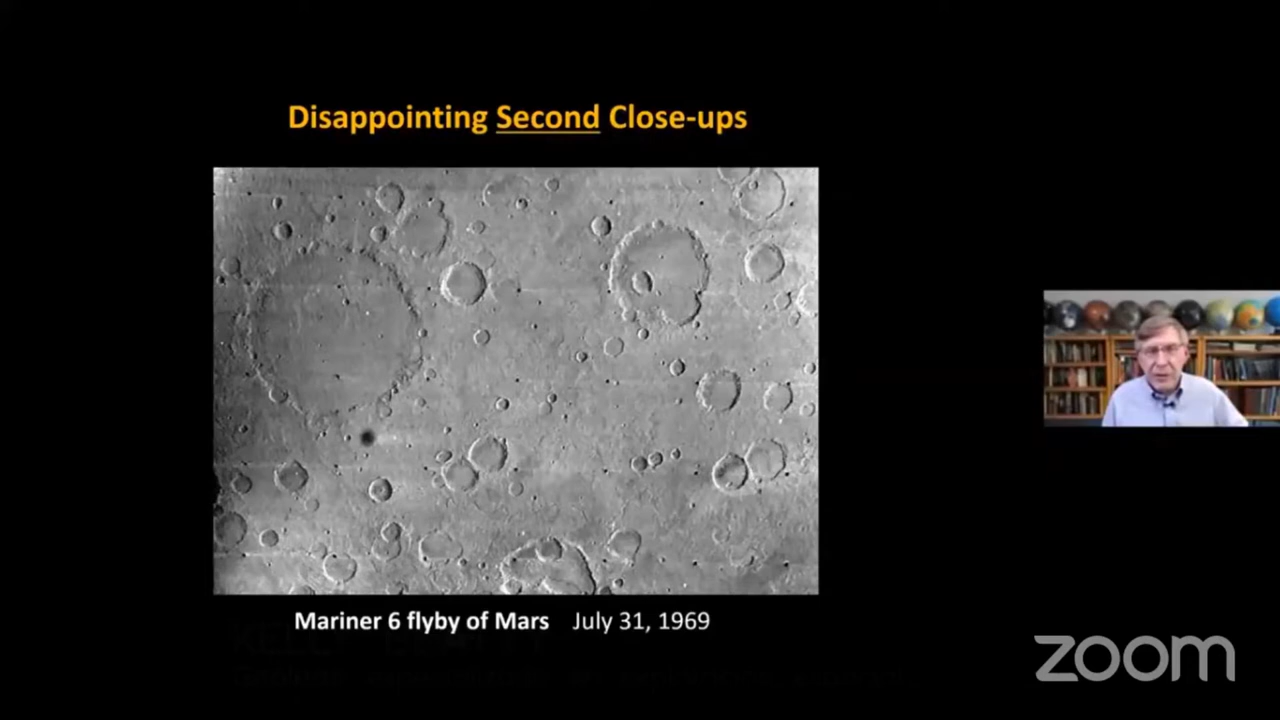 Disappointing Second Close-ups
Mariner 6 flyby of Mars July 31, 1969
zoom